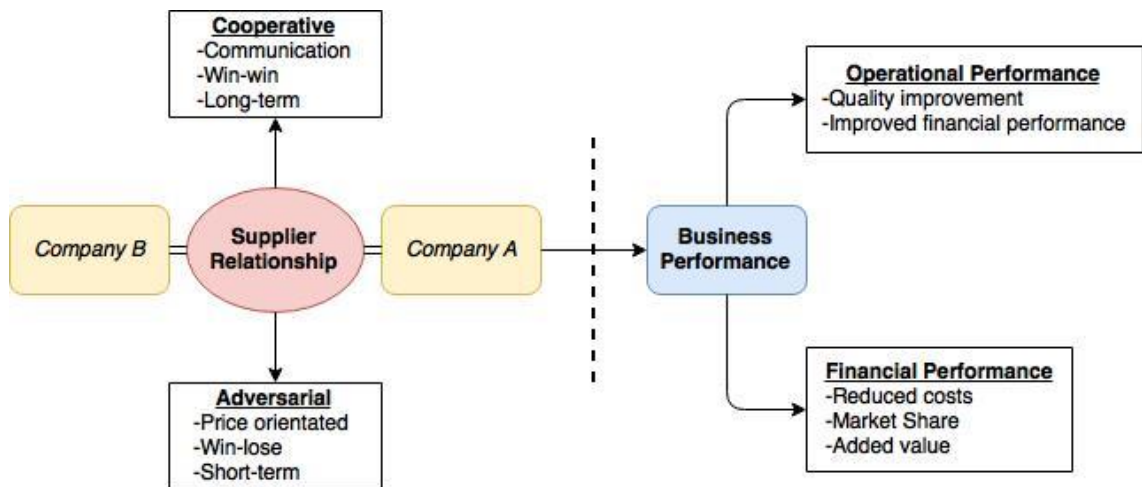 Cooperative
-Communication
-Win-win
-Long-term
Operational Performance
-Quality improvement
-Improved financial performance
Company B
Supplier
Relationship
Company A
Business
Performance
Adversarial
-Price orientated
-Win-lose
-Short-term
Financial Performance
-Reduced costs
-Market Share
-Added value